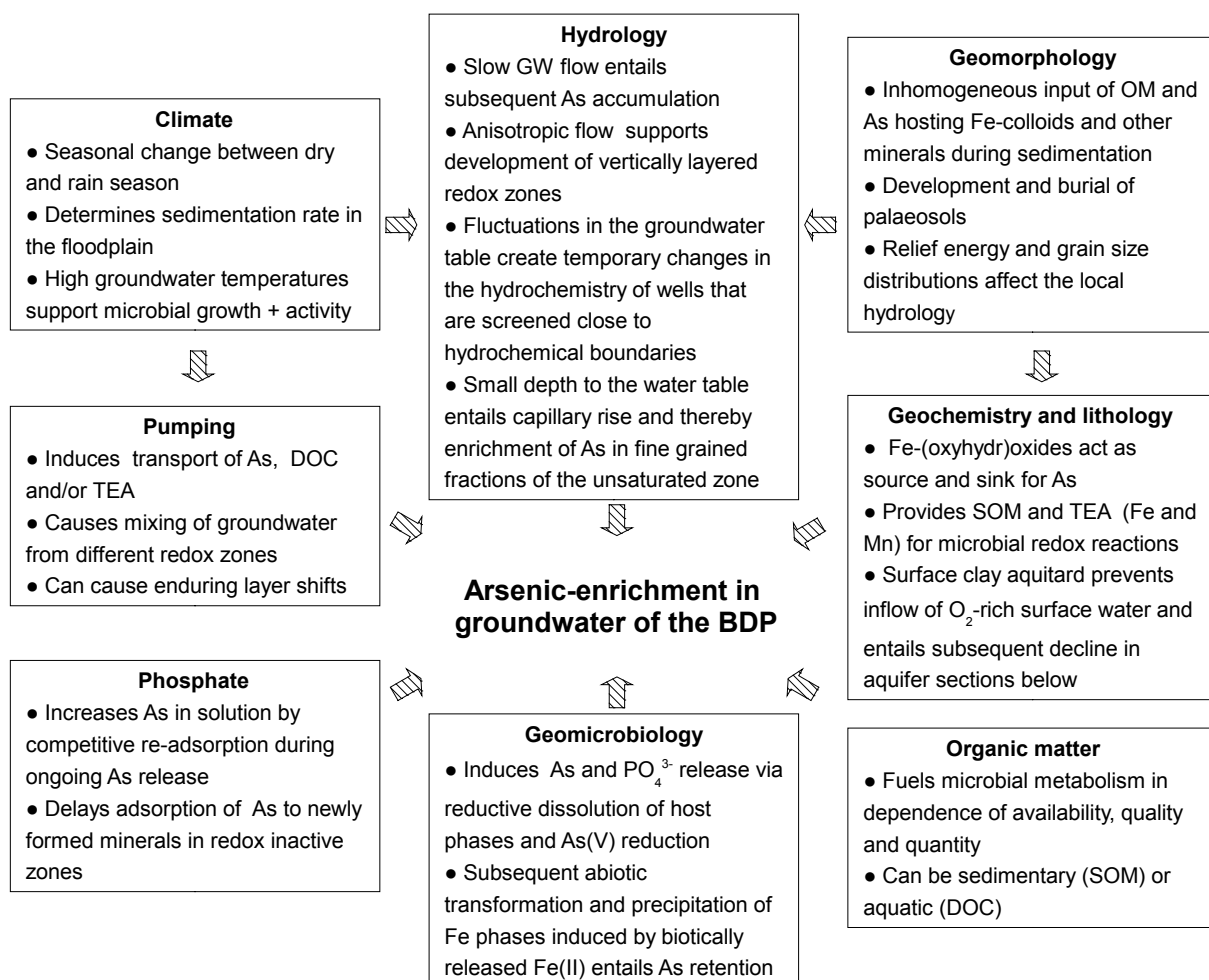 Climate
● Seasonal change between dry
and rain season
● Determines sedimentation rate in
the floodplain
● High groundwater temperatures
support microbial growth + activity
Hydrology
● Slow GW flow entails
subsequent As accumulation
● Anisotropic flow supports
development of vertically layered
redox zones
● Fluctuations in the groundwater
table create temporary changes in
the hydrochemistry of wells that
are screened close to
hydrochemical boundaries
● Small depth to the water table
entails capillary rise and thereby
enrichment of As in fine grained
fractions of the unsaturated zone
Geomorphology
● Inhomogeneous input of OM and
As hosting Fe-colloids and other
minerals during sedimentation
● Development and burial of
palaeosols
● Relief energy and grain size
distributions affect the local
hydrology
Pumping
● Induces transport of As, DOC
and/or TEA
● Causes mixing of groundwater
from different redox zones
● Can cause enduring layer shifts
Arsenic-enrichment in
groundwater of the BDP
Geochemistry and lithology
● Fe-(oxyhydr)oxides act as
source and sink for As
● Provides SOM and TEA (Fe and
Mn) for microbial redox reactions
● Surface clay aquitard prevents
inflow of O2-rich surface water and
entails subsequent decline in
aquifer sections below
Phosphate
● Increases As in solution by
competitive re-adsorption during
ongoing As release
● Delays adsorption of As to newly
formed minerals in redox inactive
zones
Geomicrobiology
● Induces As and PO4 3- release via
reductive dissolution of host
phases and As(V) reduction
● Subsequent abiotic
transformation and precipitation of
Fe phases induced by biotically
released Fe(II) entails As retention
Organic matter
● Fuels microbial metabolism in
dependence of availability, quality
and quantity
● Can be sedimentary (SOM) or
aquatic (DOC)